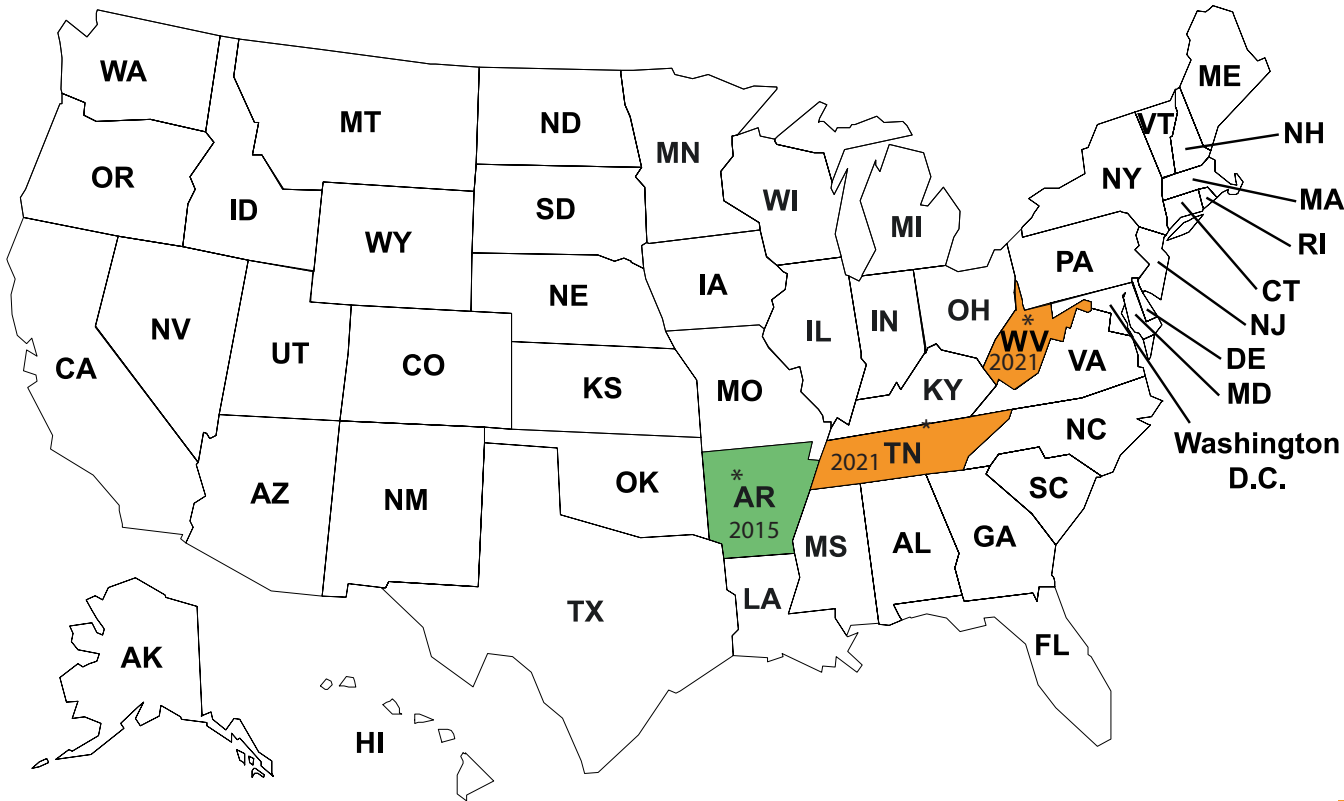 WA
MT
ND
MN
ME
VT
NH
OR
ID
SD
WI
MI
NY
MA
WY
RI
IA
PA
CT
NE
NV
OH
NJ
IL
IN
*
WV
2021
UT
CA
CO
VA
DE
KS
MO
KY
MD
*
2021 TN
NC
Washington
D.C.
OK
*
AR
2015
AZ
NM
SC
MS
AL
GA
TX
LA
FL
AK
HI